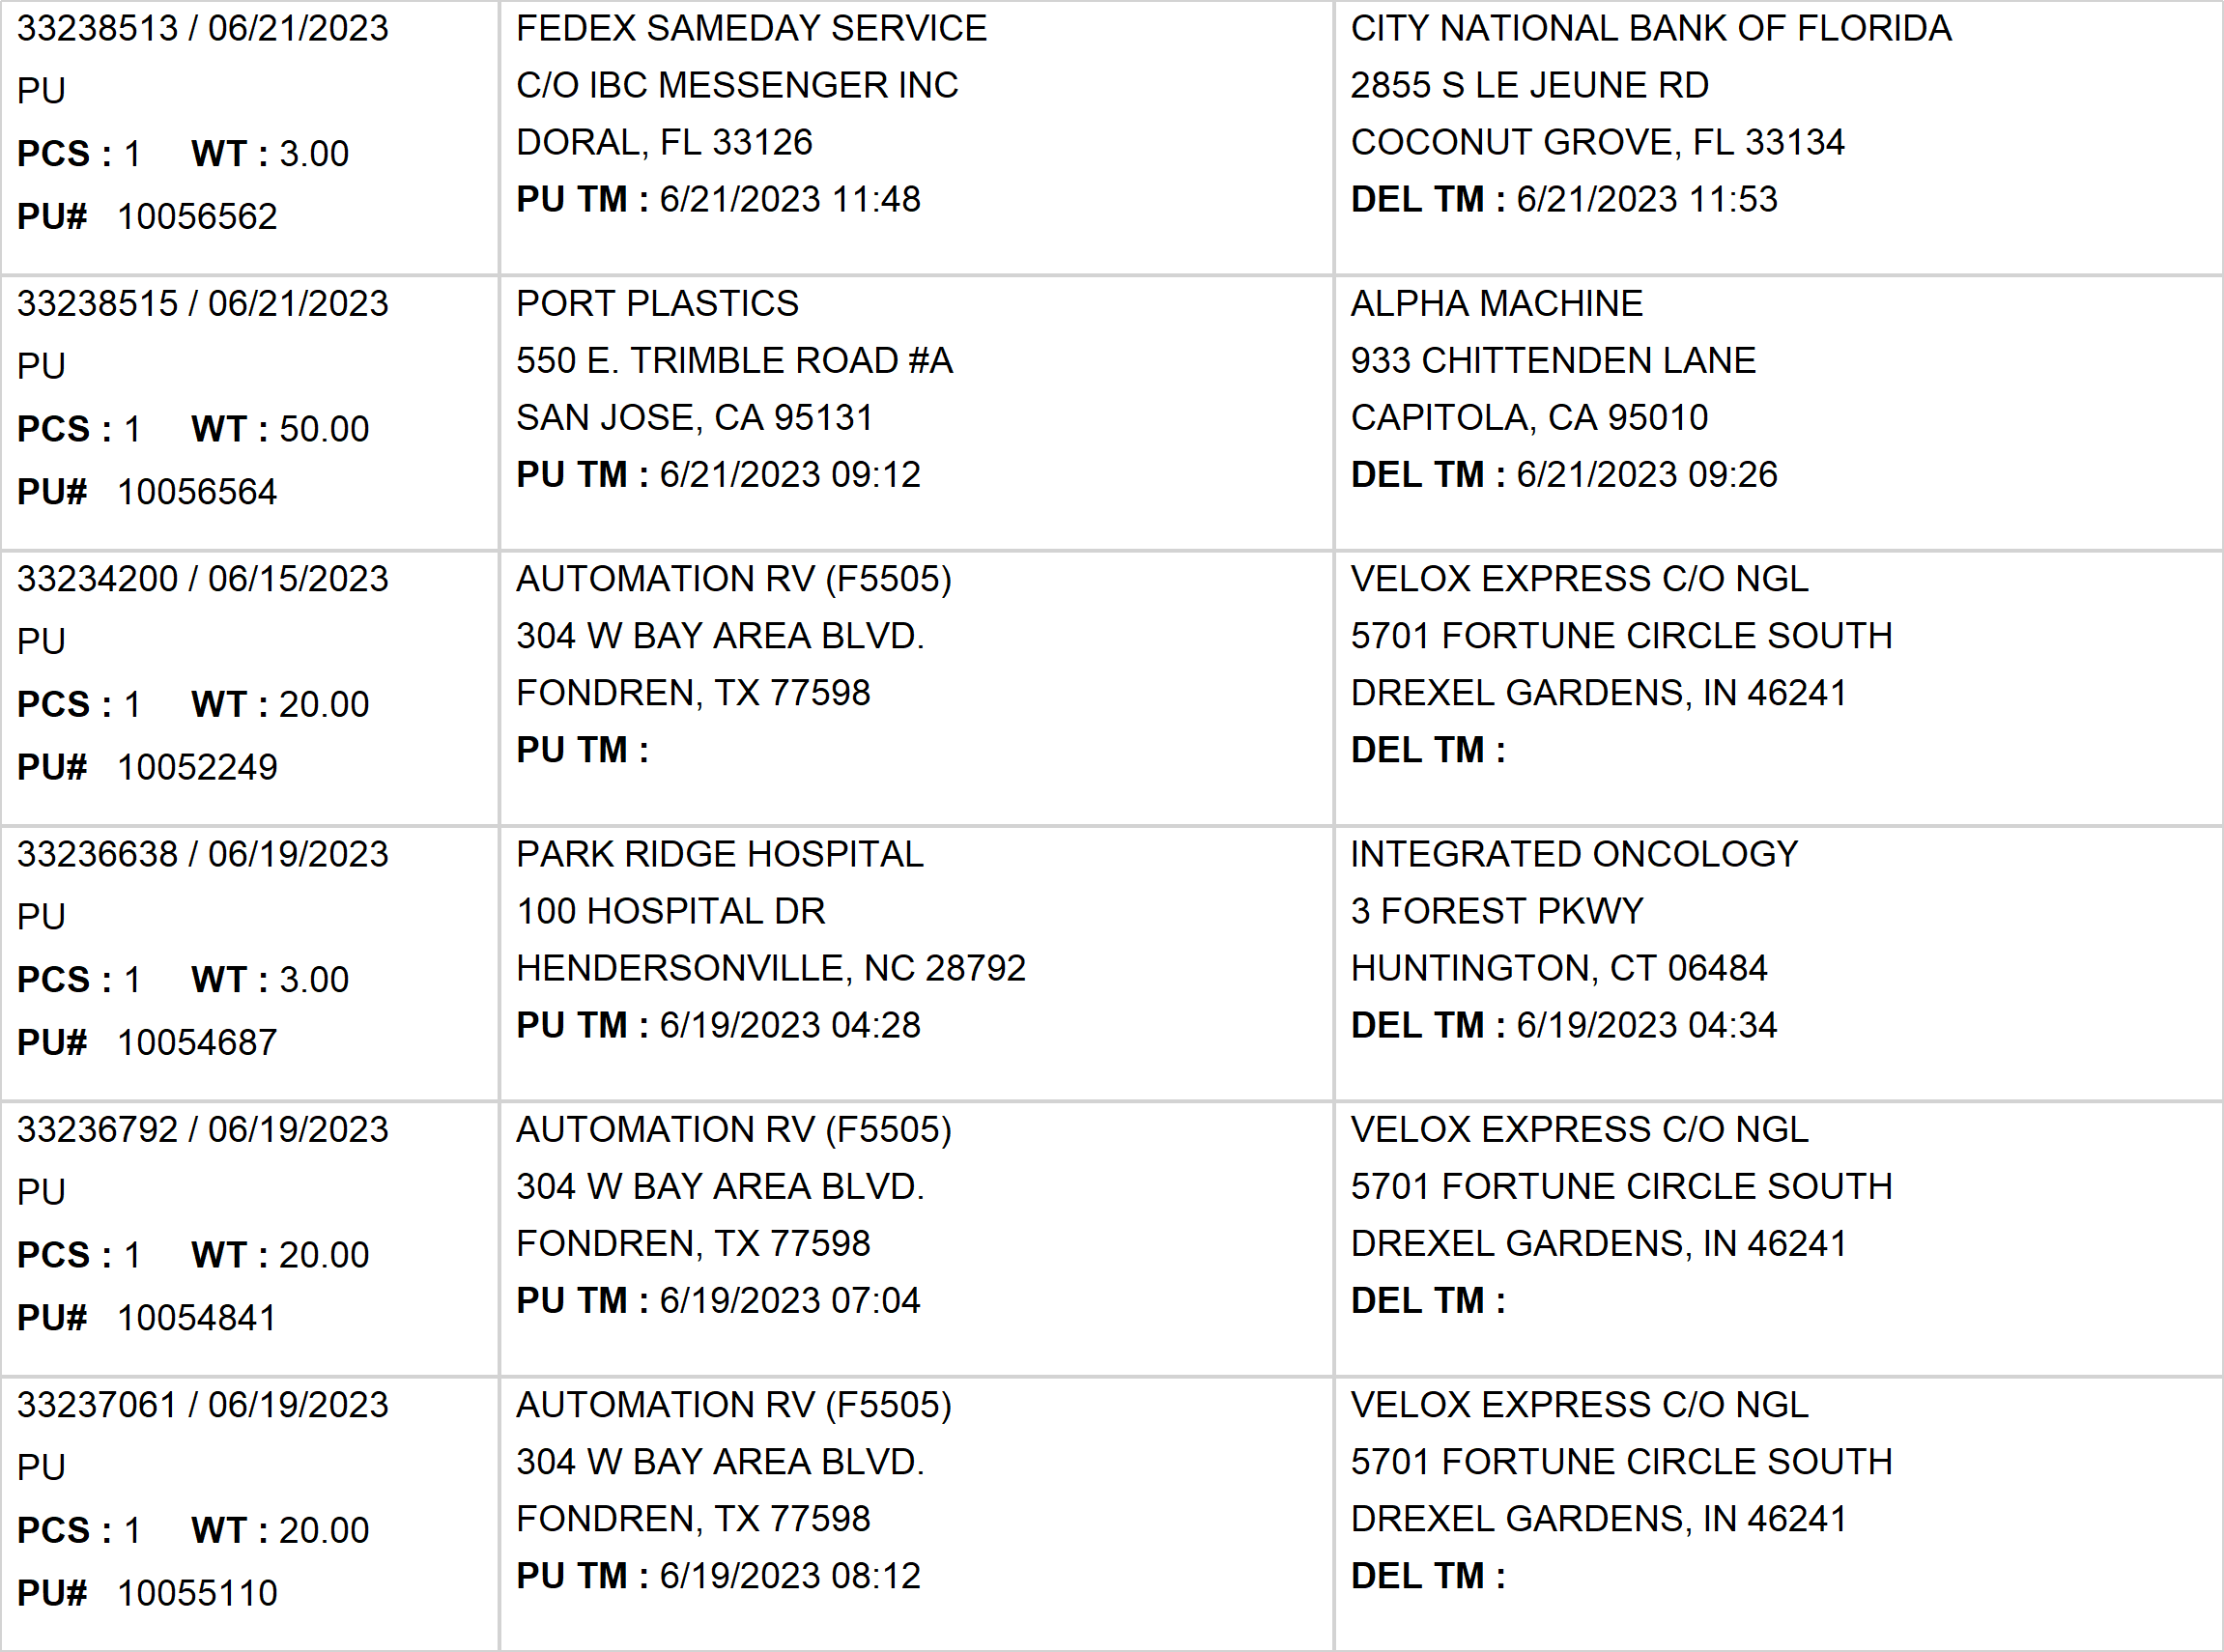 33238513 / 06/21/2023
PU
PCS : 1 WT : 3.00
PU# 10056562
FEDEX SAMEDAY SERVICE
C/O IBC MESSENGER INC
DORAL, FL 33126
PU TM : 6/21/2023 11:48
CITY NATIONAL BANK OF FLORIDA
2855 S LE JEUNE RD
COCONUT GROVE, FL 33134
DEL TM : 6/21/2023 11:53
33238515 / 06/21/2023
PU
PCS : 1 WT : 50.00
PU# 10056564
PORT PLASTICS
550 E. TRIMBLE ROAD #A
SAN JOSE, CA 95131
PU TM : 6/21/2023 09:12
ALPHA MACHINE
933 CHITTENDEN LANE
CAPITOLA, CA 95010
DEL TM : 6/21/2023 09:26
33234200 / 06/15/2023
PU
PCS : 1 WT : 20.00
PU# 10052249
AUTOMATION RV (F5505)
304 W BAY AREA BLVD.
FONDREN, TX 77598
PU TM :
VELOX EXPRESS C/O NGL
5701 FORTUNE CIRCLE SOUTH
DREXEL GARDENS, IN 46241
DEL TM :
33236638 / 06/19/2023
PU
PCS : 1 WT : 3.00
PU# 10054687
PARK RIDGE HOSPITAL
100 HOSPITAL DR
HENDERSONVILLE, NC 28792
PU TM : 6/19/2023 04:28
INTEGRATED ONCOLOGY
3 FOREST PKWY
HUNTINGTON, CT 06484
DEL TM : 6/19/2023 04:34
33236792 / 06/19/2023
PU
PCS : 1 WT : 20.00
PU# 10054841
AUTOMATION RV (F5505)
304 W BAY AREA BLVD.
FONDREN, TX 77598
PU TM : 6/19/2023 07:04
VELOX EXPRESS C/O NGL
5701 FORTUNE CIRCLE SOUTH
DREXEL GARDENS, IN 46241
DEL TM :
33237061 / 06/19/2023
PU
PCS : 1 WT : 20.00
PU# 10055110
AUTOMATION RV (F5505)
304 W BAY AREA BLVD.
FONDREN, TX 77598
PU TM : 6/19/2023 08:12
VELOX EXPRESS C/O NGL
5701 FORTUNE CIRCLE SOUTH
DREXEL GARDENS, IN 46241
DEL TM :